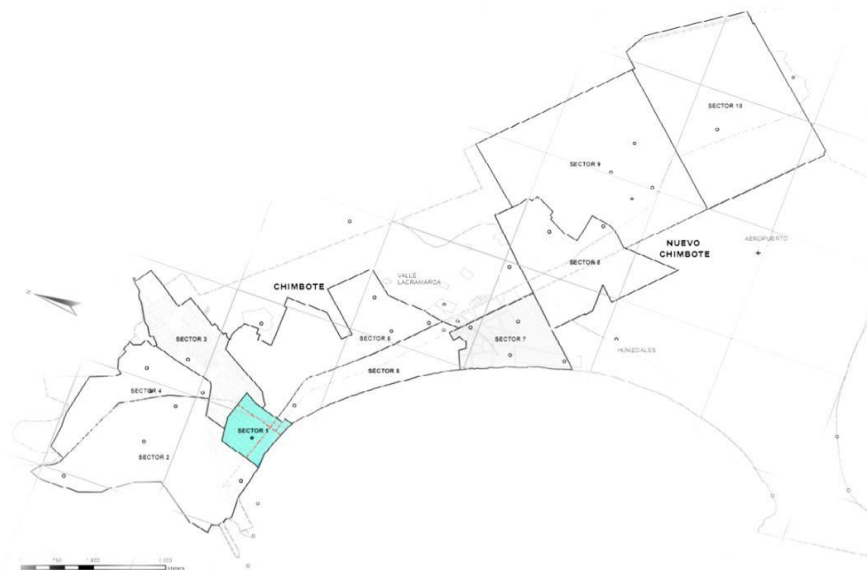 SECTOR 10
SECTOR 9
NUEVO
CHIMBOTE
AEROPUERTO
SECTOR 8
VALLE
LACRAMARCA
CHIMBOTE
SECTOR 3
SECTOR 6
SECTOR 7
HUMEDALES
SECTOR 5
SECTOR 4
SECTOR 1
SECTOR 2